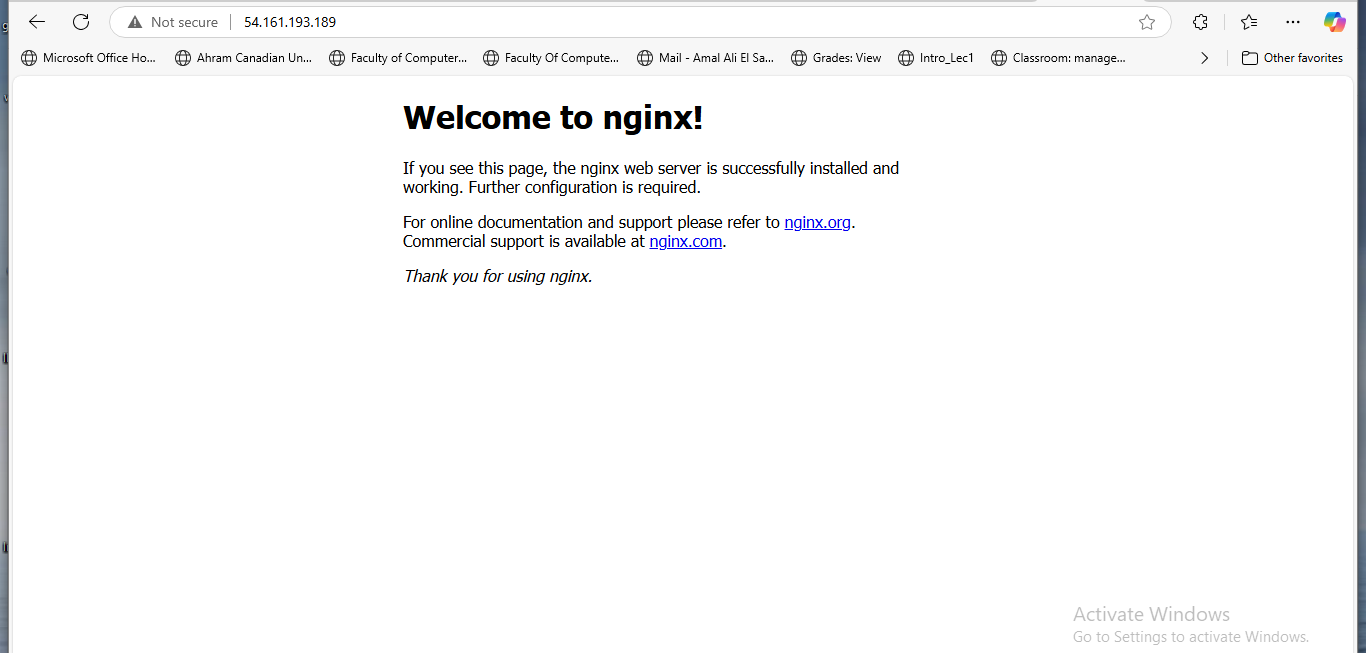 Not secure
54.161.193.189
Microsoft Office Ho...
Ahram Canadian Un...
Faculty of Computer...
Faculty Of Compute...
Mail - Amal Ali El Sa...
Grades: View
Intro_Lec1
Classroom: manage...
Other favorites
Welcome to nginx!
If you see this page, the nginx web server is successfully installed and
working. Further configuration is required.
For online documentation and support please refer to nginx.org.
Commercial support is available at nginx.com.
Thank you for using nginx.
Activate Windows
Go to Settings to activate Windows.